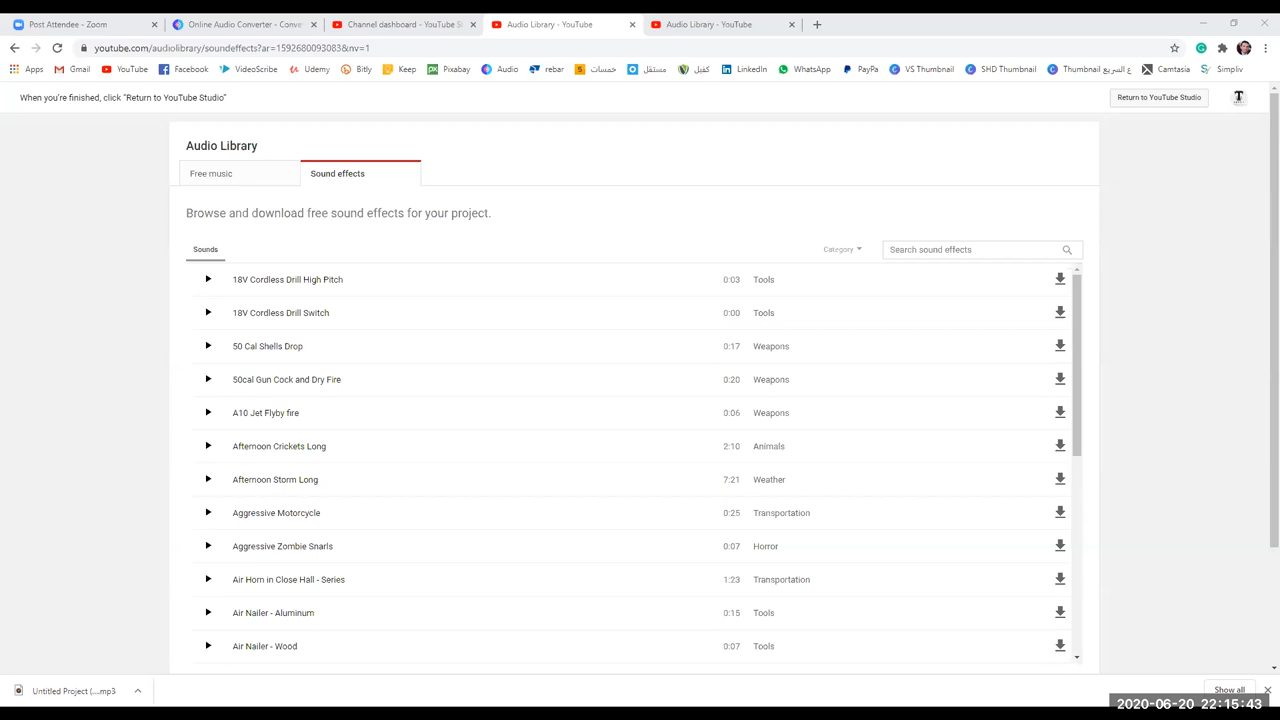 Post Attendee - Zoom
Online Audio Converter - Conve
Channel dashboard - YouTube St
Audio Library - YouTube
Audio Library - YouTube
youtube.com/audiolibrary/soundeffects?ar=1592680093083&nv=1
Apps Gmail YouTube Facebook VideoScribe Udemy Bitly Keep Pixabay Audio rebar خمسات مستقل كفيل LinkedIn WhatsApp PayPa VS Thumbnail SHD Thumbnail Thumbnail ع السريع Camtasia Simpliv
When you're finished, click "Return to YouTube Studio"
Return to YouTube Studio
Audio Library
Free music
Sound effects
Browse and download free sound effects for your project.
Sounds
Category
Search sound effects
18V Cordless Drill High Pitch 0:03 Tools
18V Cordless Drill Switch 0:00 Tools
50 Cal Shells Drop 0:17 Weapons
50cal Gun Cock and Dry Fire 0:20 Weapons
A10 Jet Flyby fire 0:06 Weapons
Afternoon Crickets Long 2:10 Animals
Afternoon Storm Long 7:21 Weather
Aggressive Motorcycle 0:25 Transportation
Aggressive Zombie Snarls 0:07 Horror
Air Horn in Close Hall - Series 1:23 Transportation
Air Nailer - Aluminum 0:15 Tools
Air Nailer - Wood 0:07 Tools
Untitled Project (....mp3
Show all
2020-06-20 22:15:43